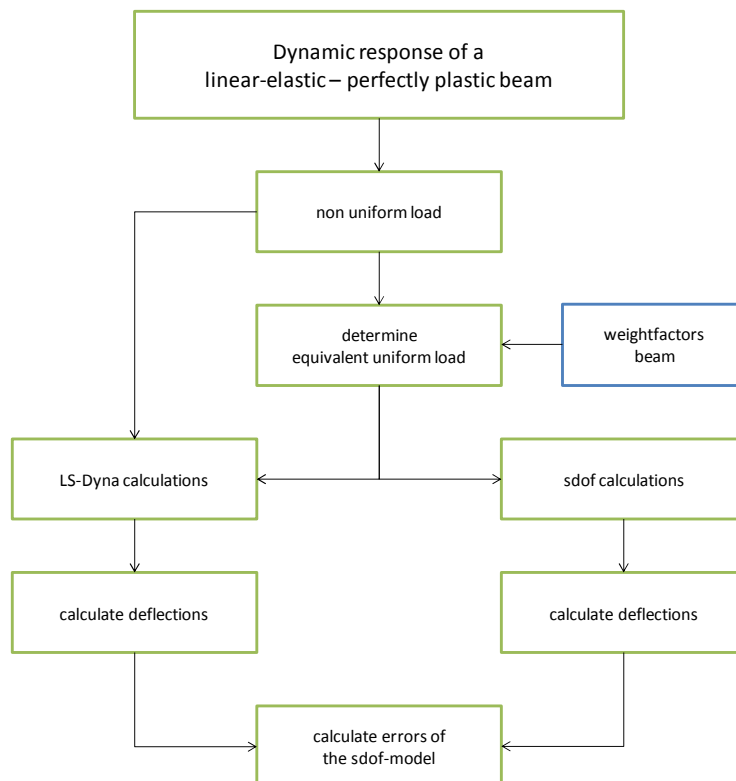 Dynamic response of a
linear-elastic – perfectly plastic beam
non uniform load
determine
equivalent uniform load
weightfactors
beam
LS-Dyna calculations
sdof calculations
calculate deflections
calculate deflections
calculate errors of
the sdof-model